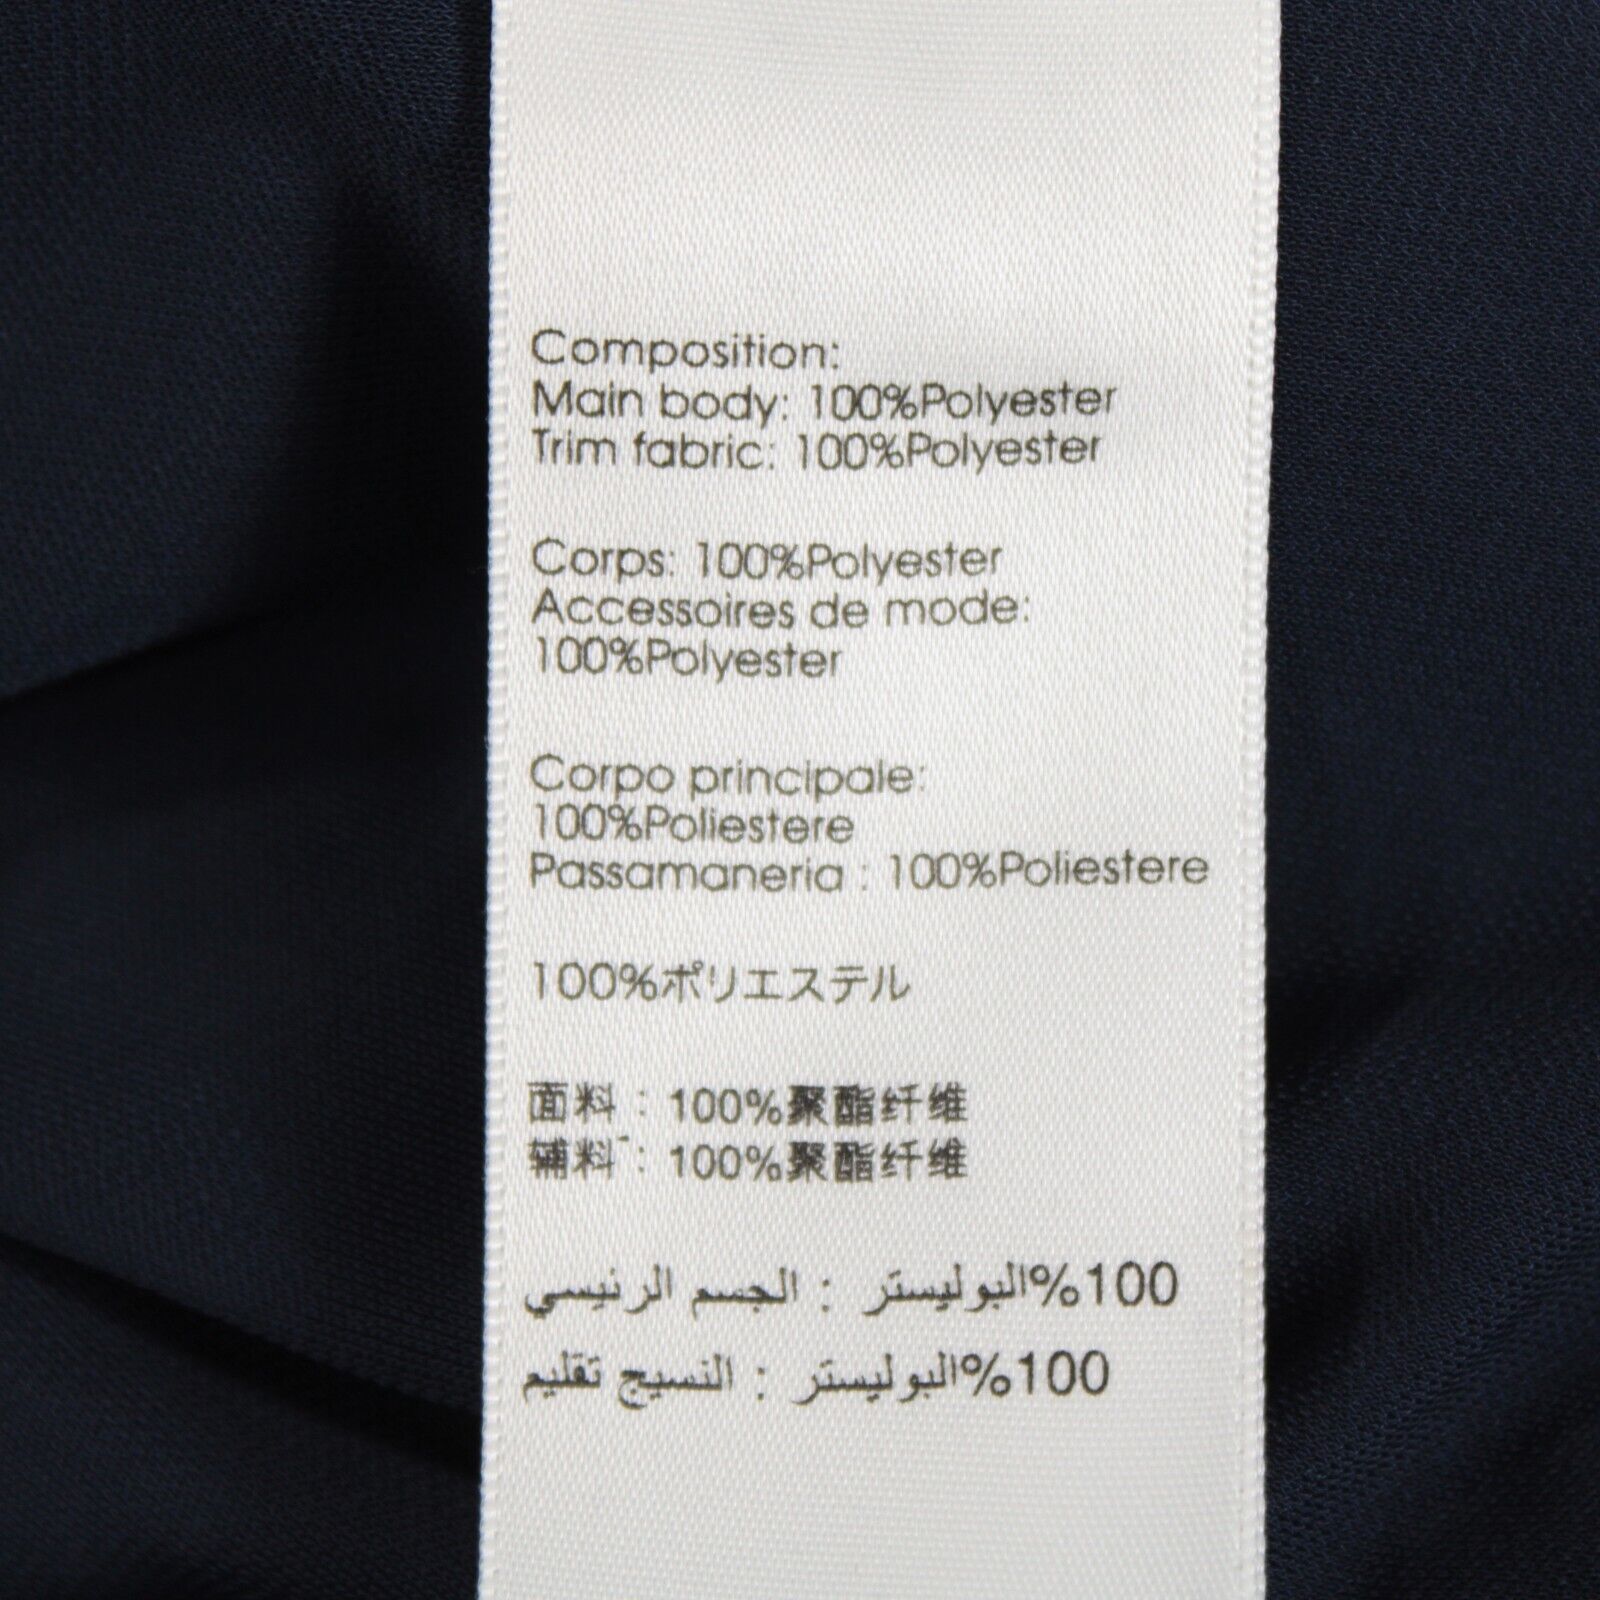 Composition:
Main body: 100%Polyester
Trim fabric: 100%Polyester
Corps: 100%Polyester
Accessoires de mode:
100%Polyester
Corpo principale:
100%Poliestere
Passamaneria : 100%Poliestere
100%ポリエステル
面料 : 100%聚酯纤维
辅料 : 100%聚酯纤维
100%البوليستر : الجسم الرئيسي
100%البوليستر : النسيج تقليم